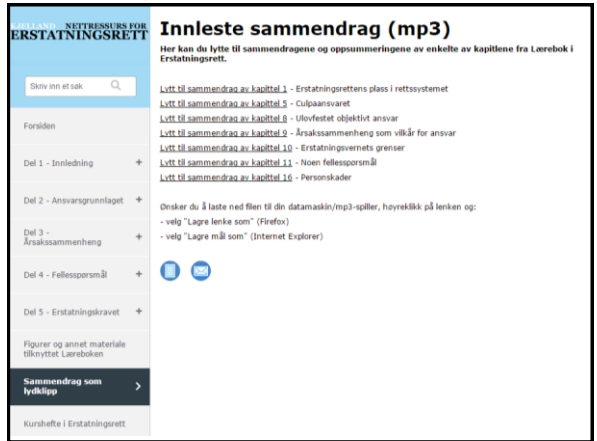 KJELLAND NETTRESSURS FOR
ERSTATNINGSRETT
Skriv inn et søk
Forsiden
Del 1 - Innledning +
Del 2 - Ansvarsgrunnlaget +
Del 3 -
Årsakssammenheng +
Del 4 - Fellesspørsmål +
Del 5 - Erstatningskravet +
Figurer og annet materiale
tilknyttet Læreboken
Sammendrag som
lydklipp
Kurshefte i Erstatningsrett
Innleste sammendrag (mp3)
Her kan du lytte til sammendragene og oppsummeringene av enkelte av kapitlene fra Lærebok i
Erstatningsrett.
Lytt til sammendrag av kapittel 1 - Erstatningsrettens plass i rettssystemet
Lytt til sammendrag av kapittel 5 - Culpaansvaret
Lytt til sammendrag av kapittel 8 - Ulovfestet objektivt ansvar
Lytt til sammendrag av kapittel 9 - Årsakssammenheng som vilkår for ansvar
Lytt til sammendrag av kapittel 10 - Erstatningsvernets grenser
Lytt til sammendrag av kapittel 11 - Noen fellesspørsmål
Lytt til sammendrag av kapittel 16 - Personskader
Ønsker du å laste ned filen til din datamaskin/mp3-spiller, høyreklikk på lenken og:
- velg "Lagre lenke som" (Firefox)
- velg "Lagre mål som" (Internet Explorer)